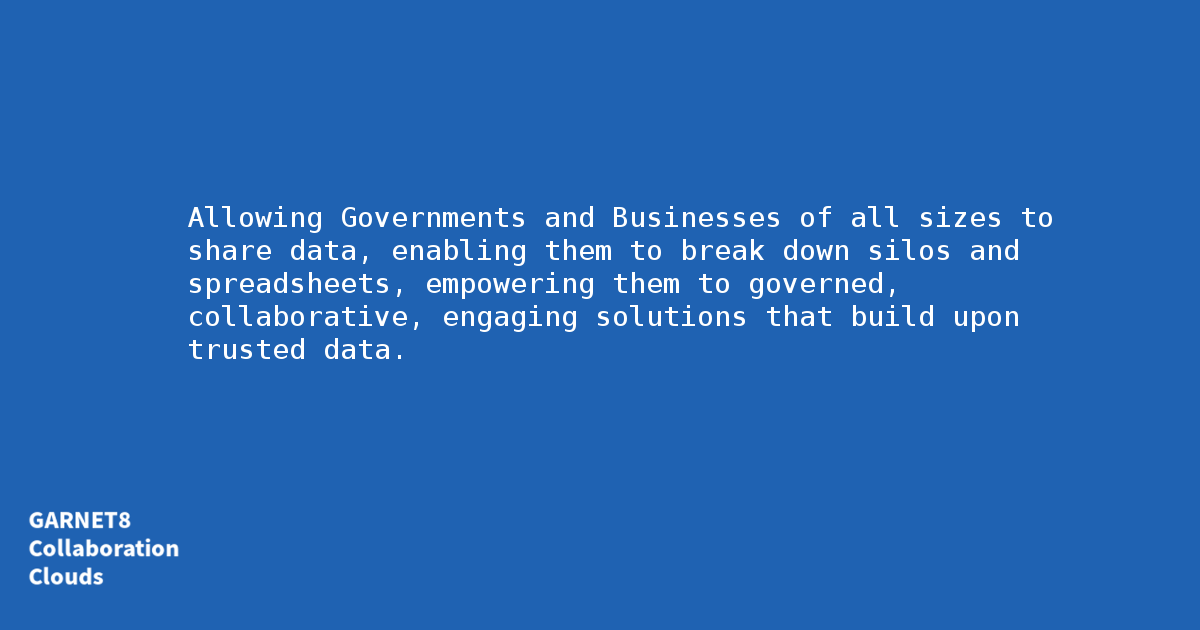 Allowing Governments and Businesses of all sizes to
share data, enabling them to break down silos and
spreadsheets, empowering them to governed,
collaborative, engaging solutions that build upon
trusted data.
GARNET8
Collaboration
Clouds